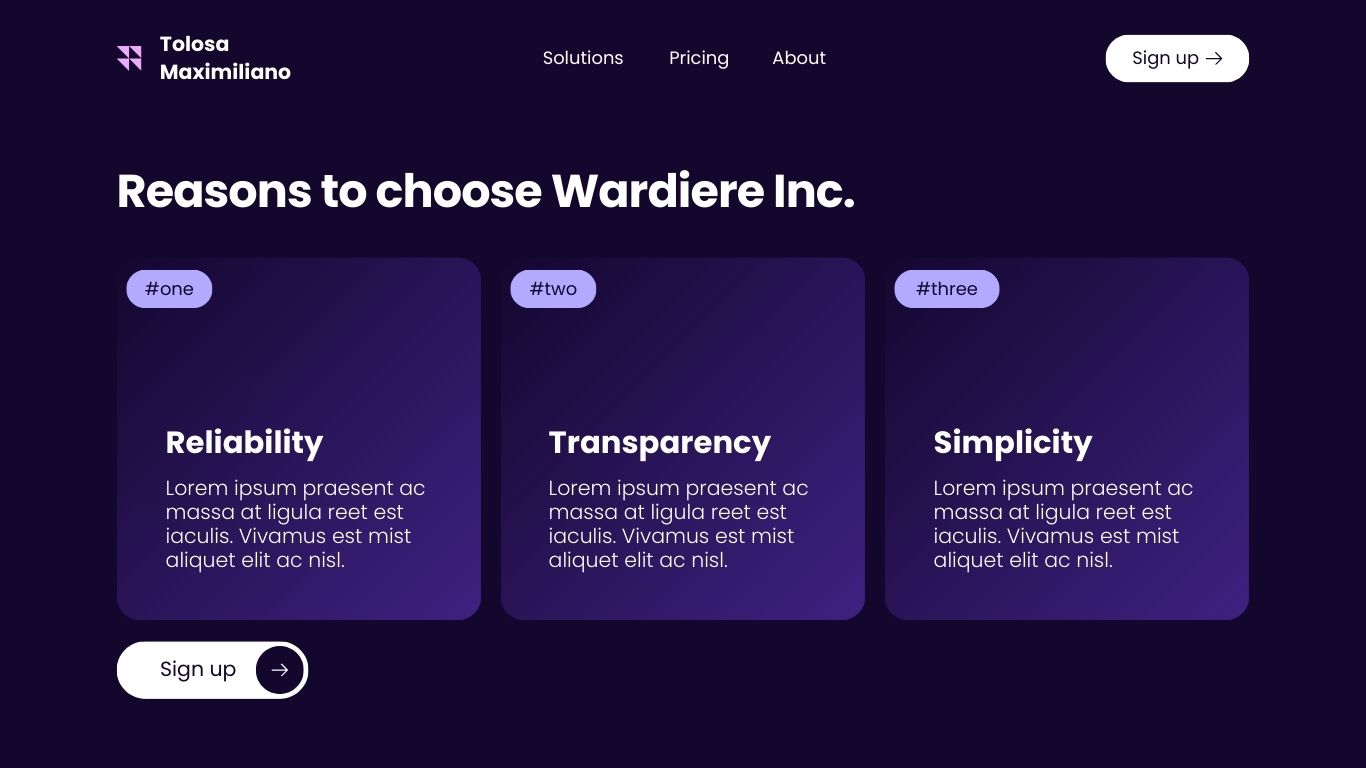 Tolosa
Maximiliano
Solutions
Pricing
About
Sign up →
Reasons to choose Wardiere Inc.
#one
Reliability
Lorem ipsum praesent ac
massa at ligula reet est
iaculis. Vivamus est mist
aliquet elit ac nisl.
#two
Transparency
Lorem ipsum praesent ac
massa at ligula reet est
iaculis. Vivamus est mist
aliquet elit ac nisl.
#three
Simplicity
Lorem ipsum praesent ac
massa at ligula reet est
iaculis. Vivamus est mist
aliquet elit ac nisl.
Sign up →